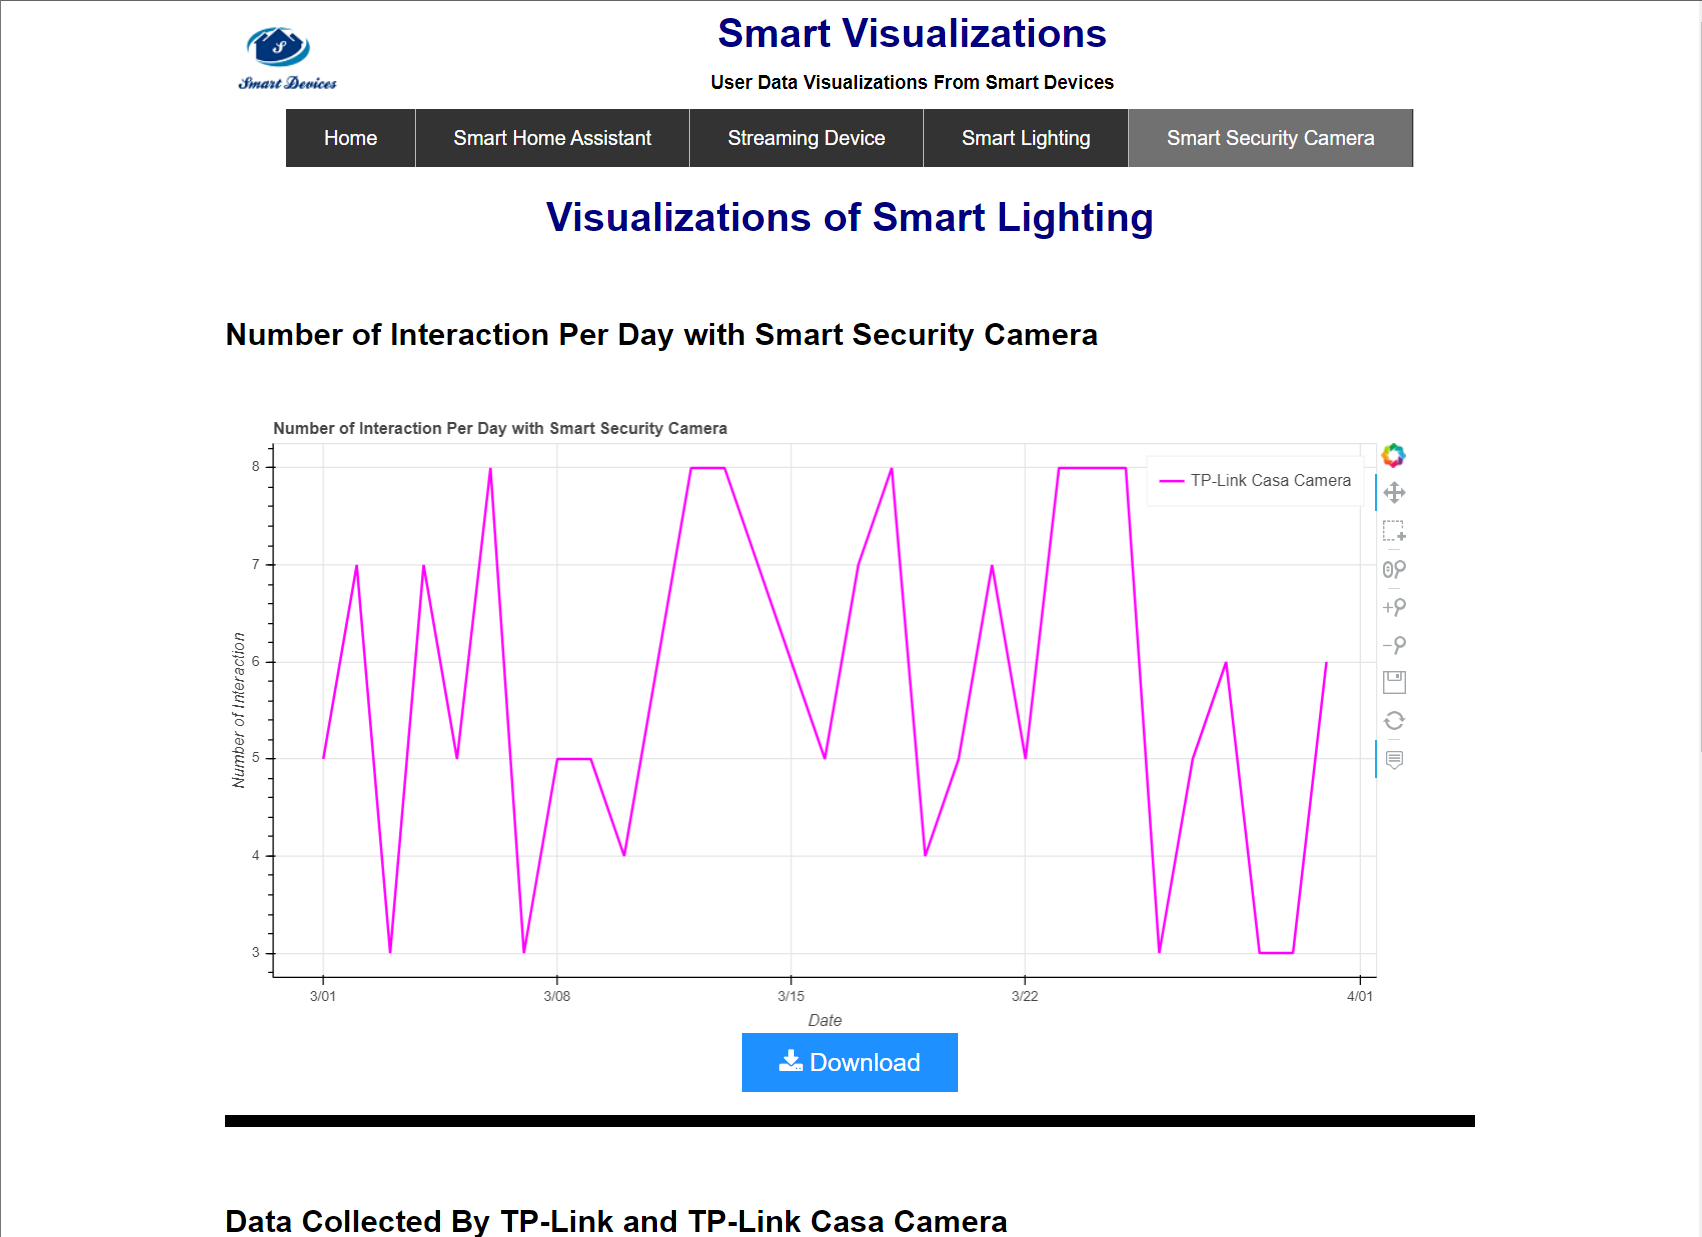 S
Smart Devices
Smart Visualizations
User Data Visualizations From Smart Devices
Home
Smart Home Assistant
Streaming Device
Smart Lighting
Smart Security Camera
Visualizations of Smart Lighting
Number of Interaction Per Day with Smart Security Camera
Number of Interaction Per Day with Smart Security Camera
TP-Link Casa Camera
8
7
6
5
4
3
Number of Interaction
3/01
3/08
3/15
3/22
4/01
Date
Download
Data Collected By TP-Link and TP-Link Casa Camera